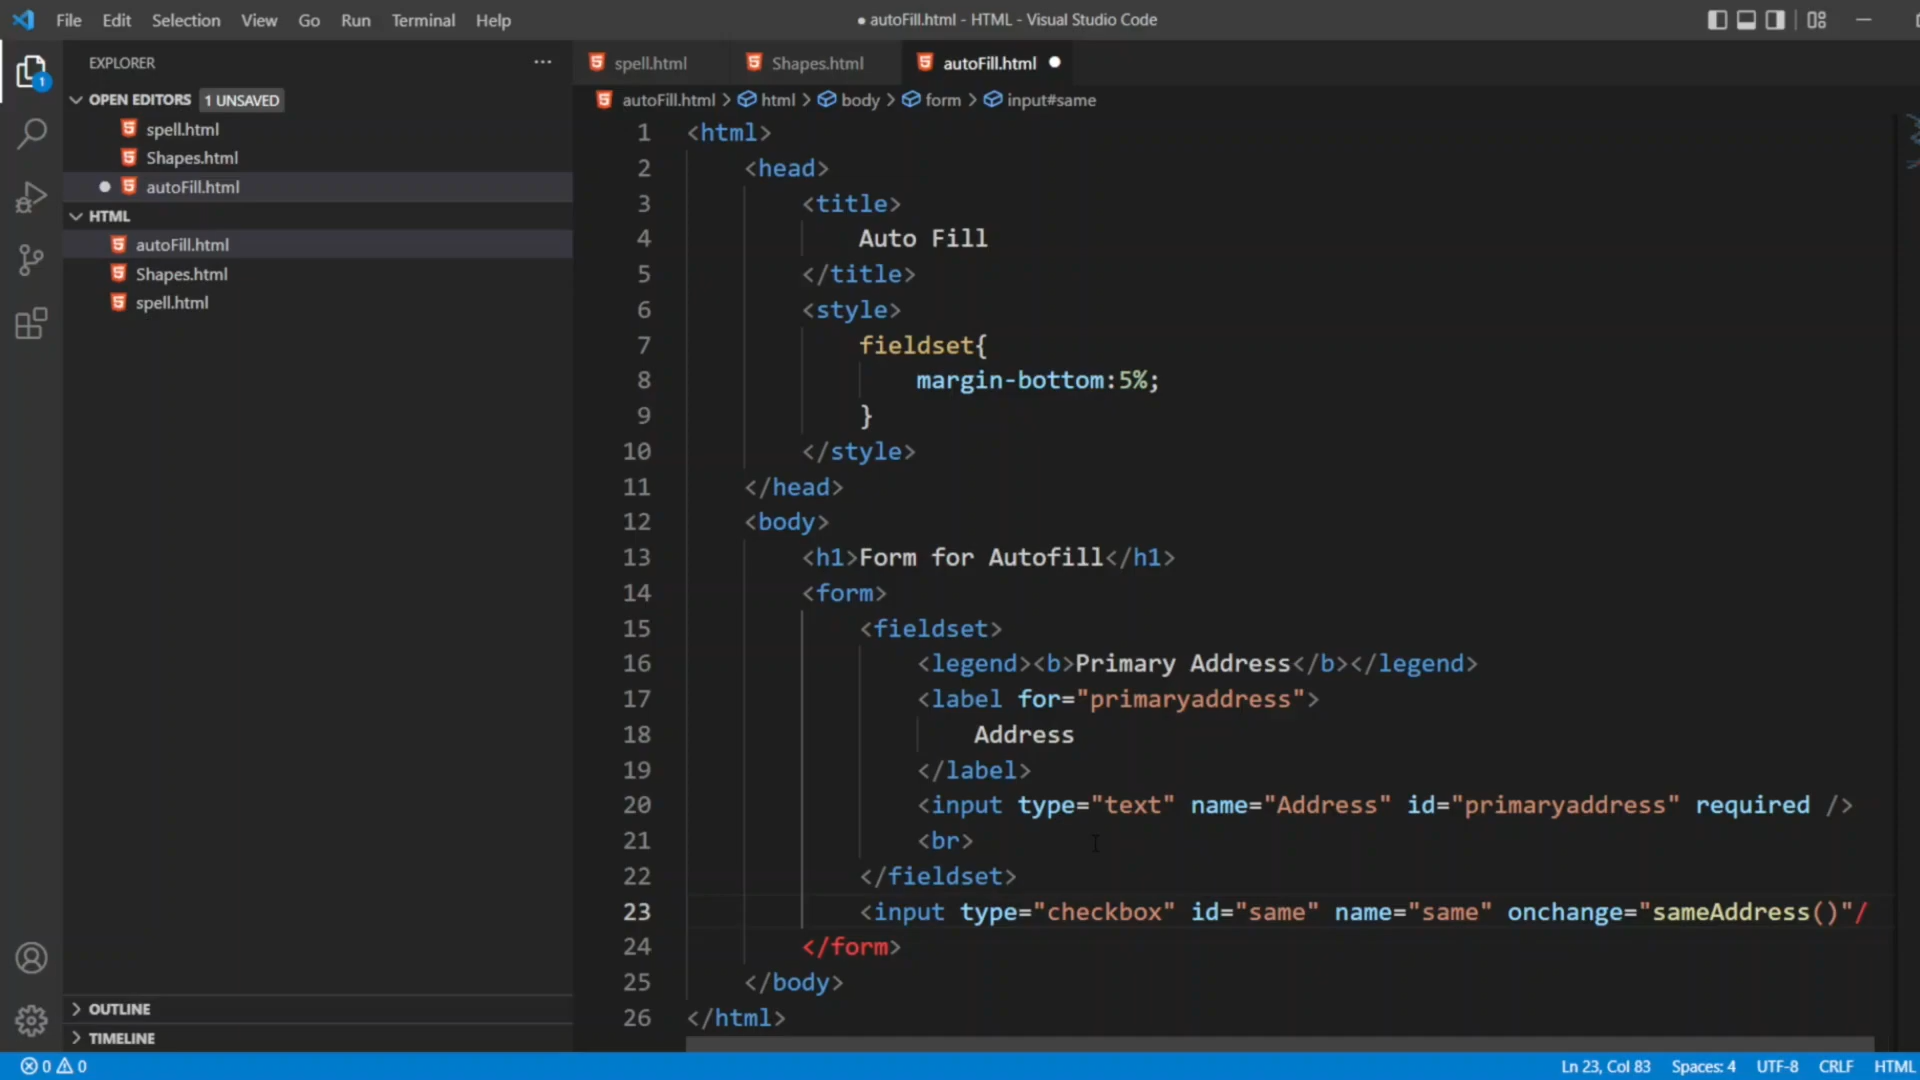 File Edit Selection View Go Run Terminal Help
● autoFill.html - HTML - Visual Studio Code
EXPLORER
1
OPEN EDITORS 1 UNSAVED
spell.html
Shapes.html
autoFill.html
HTML
autoFill.html
Shapes.html
spell.html
OUTLINE
TIMELINE
spell.html Shapes.html autoFill.html
autoFill.html > html > body > form > input#same
1 <html>
2 <head>
3 <title>
4 Auto Fill
5 </title>
6 <style>
7 fieldset{
8 margin-bottom:5%;
9 }
10 </style>
11 </head>
12 <body>
13 <h1>Form for Autofill</h1>
14 <form>
15 <fieldset>
16 <legend><b>Primary Address</b></legend>
17 <label for="primaryaddress">
18 Address
19 </label>
20 <input type="text" name="Address" id="primaryaddress" required />
21 <br>
22 </fieldset>
23 <input type="checkbox" id="same" name="same" onchange="sameAddress()"/
24 </form>
25 </body>
26 </html>
0 0 Ln 23, Col 83 Spaces: 4 UTF-8 CRLF HTML